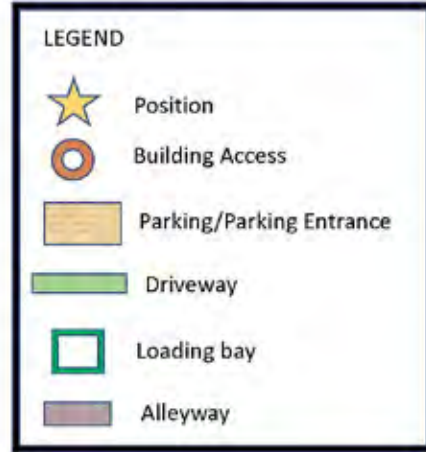 LEGEND
Position
Building Access
Parking/Parking Entrance
Driveway
Loading bay
Alleyway